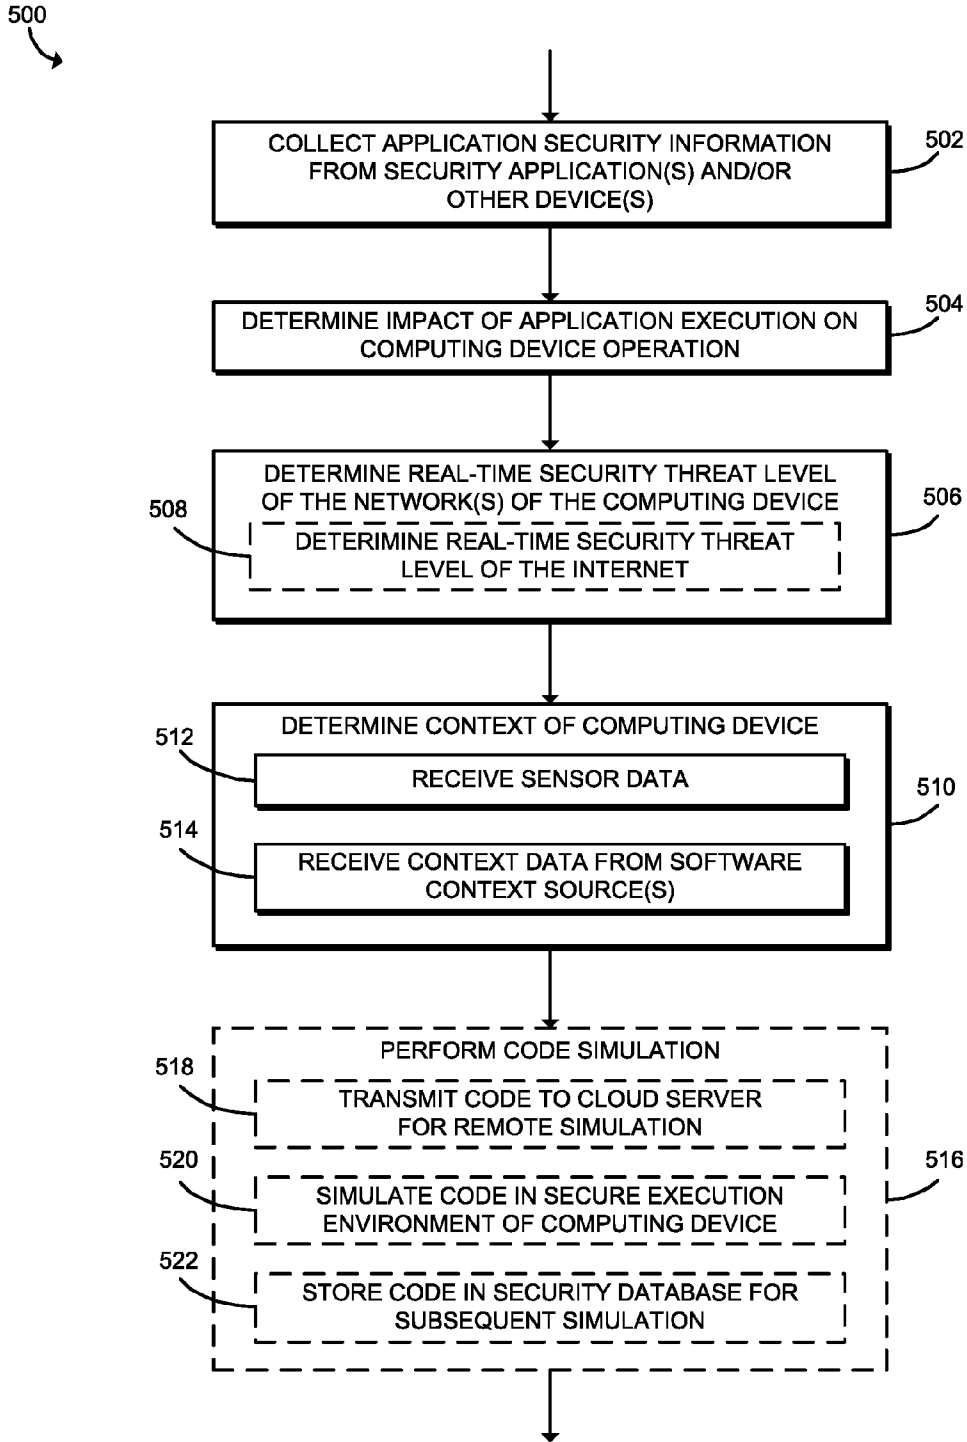 500
COLLECT APPLICATION SECURITY INFORMATION
FROM SECURITY APPLICATION(S) AND/OR
OTHER DEVICE(S)
502
DETERMINE IMPACT OF APPLICATION EXECUTION ON
COMPUTING DEVICE OPERATION
504
DETERMINE REAL-TIME SECURITY THREAT LEVEL
OF THE NETWORK(S) OF THE COMPUTING DEVICE
506
508
DETERIMINE REAL-TIME SECURITY THREAT
LEVEL OF THE INTERNET
DETERMINE CONTEXT OF COMPUTING DEVICE
512
RECEIVE SENSOR DATA
510
514
RECEIVE CONTEXT DATA FROM SOFTWARE
CONTEXT SOURCE(S)
PERFORM CODE SIMULATION
518
TRANSMIT CODE TO CLOUD SERVER
FOR REMOTE SIMULATION
520
516
SIMULATE CODE IN SECURE EXECUTION
ENVIRONMENT OF COMPUTING DEVICE
522
STORE CODE IN SECURITY DATABASE FOR
SUBSEQUENT SIMULATION